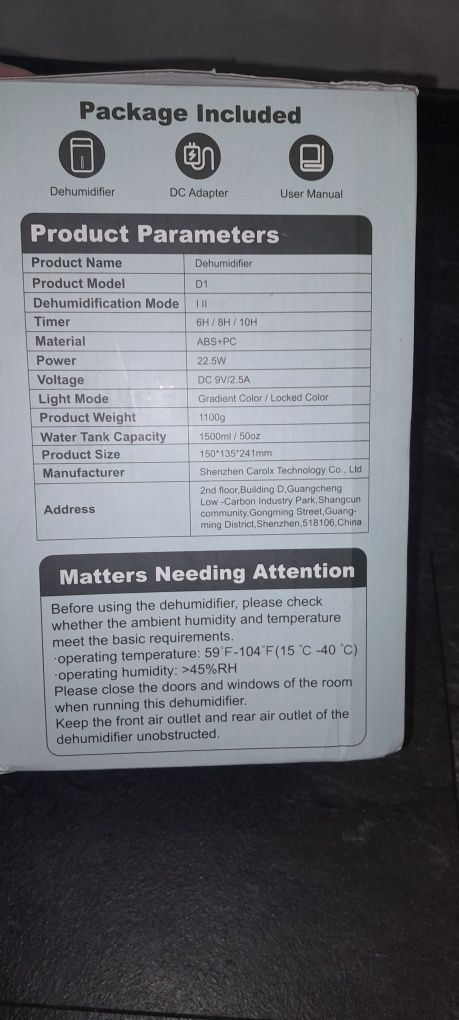 Package Included
Dehumidifier DC Adapter User Manual
Product Parameters
Product Name Dehumidifier
Product Model D1
Dehumidification Mode I II
Timer 6H / 8H / 10H
Material ABS+PC
Power 22.5W
Voltage DC 9V/2.5A
Light Mode Gradient Color / Locked Color
Product Weight 1100g
Water Tank Capacity 1500ml / 50oz
Product Size 150*135*241mm
Manufacturer Shenzhen Carolx Technology Co., Ltd
Address
2nd floor,Building D,Guangcheng
Low -Carbon Industry Park,Shangcun
community,Gongming Street,Guang-
ming District,Shenzhen,518106,China
Matters Needing Attention
Before using the dehumidifier, please check
whether the ambient humidity and temperature
meet the basic requirements.
·operating temperature: 59°F-104°F(15 °C -40 °C)
·operating humidity: >45%RH
Please close the doors and windows of the room
when running this dehumidifier.
Keep the front air outlet and rear air outlet of the
dehumidifier unobstructed.